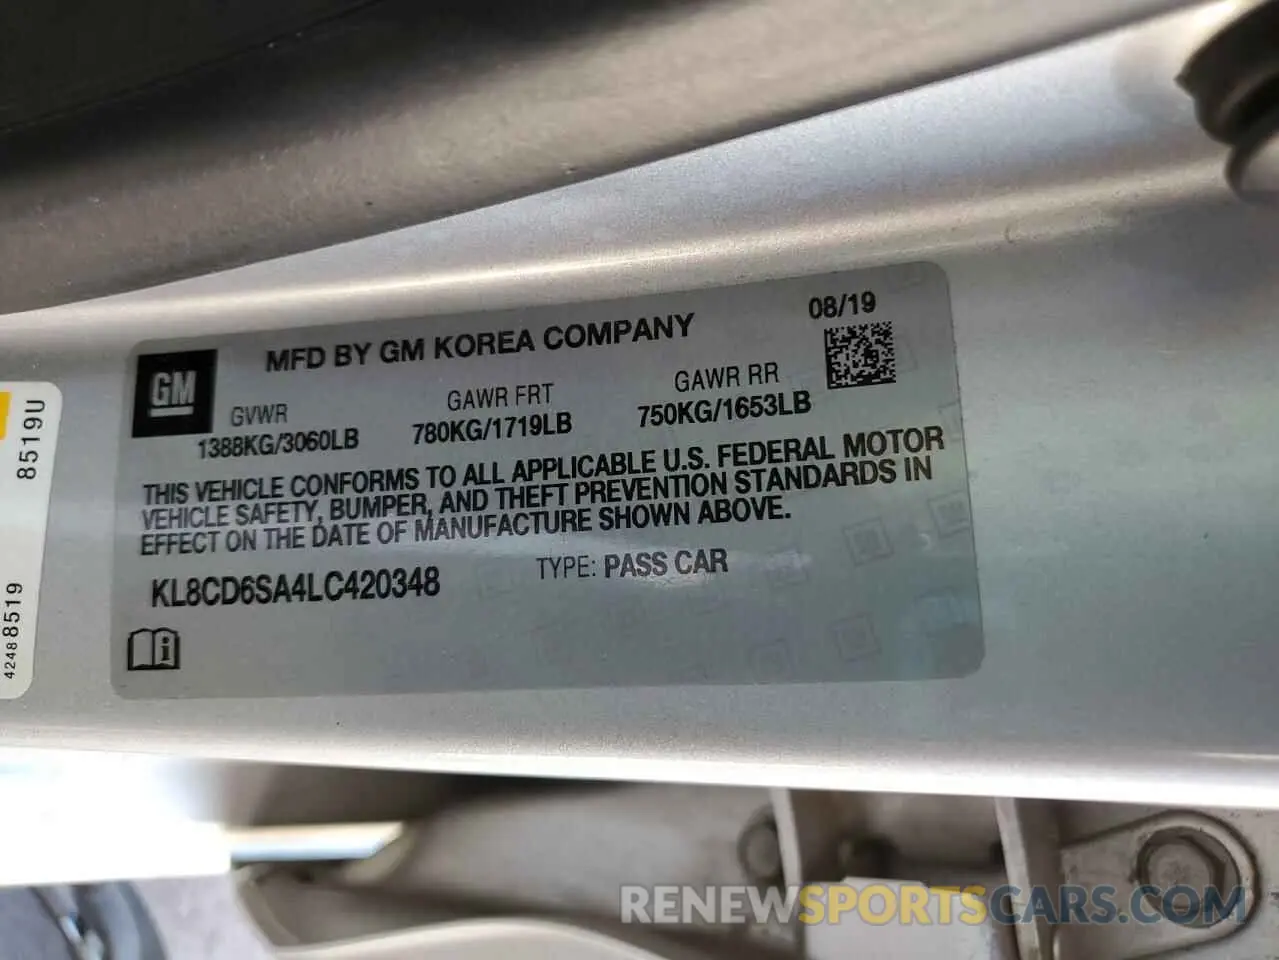 MFD BY GM KOREA COMPANY
08/19
GM
GVWR
GAWR FRT
GAWR RR
1388KG/3060LB
780KG/1719LB
750KG/1653LB
THIS VEHICLE CONFORMS TO ALL APPLICABLE U.S. FEDERAL MOTOR
VEHICLE SAFETY, BUMPER, AND THEFT PREVENTION STANDARDS IN
EFFECT ON THE DATE OF MANUFACTURE SHOWN ABOVE.
KL8CD6SA4LC420348
TYPE: PASS CAR
8519U
42488519
RENEWSPORTSCARS.COM